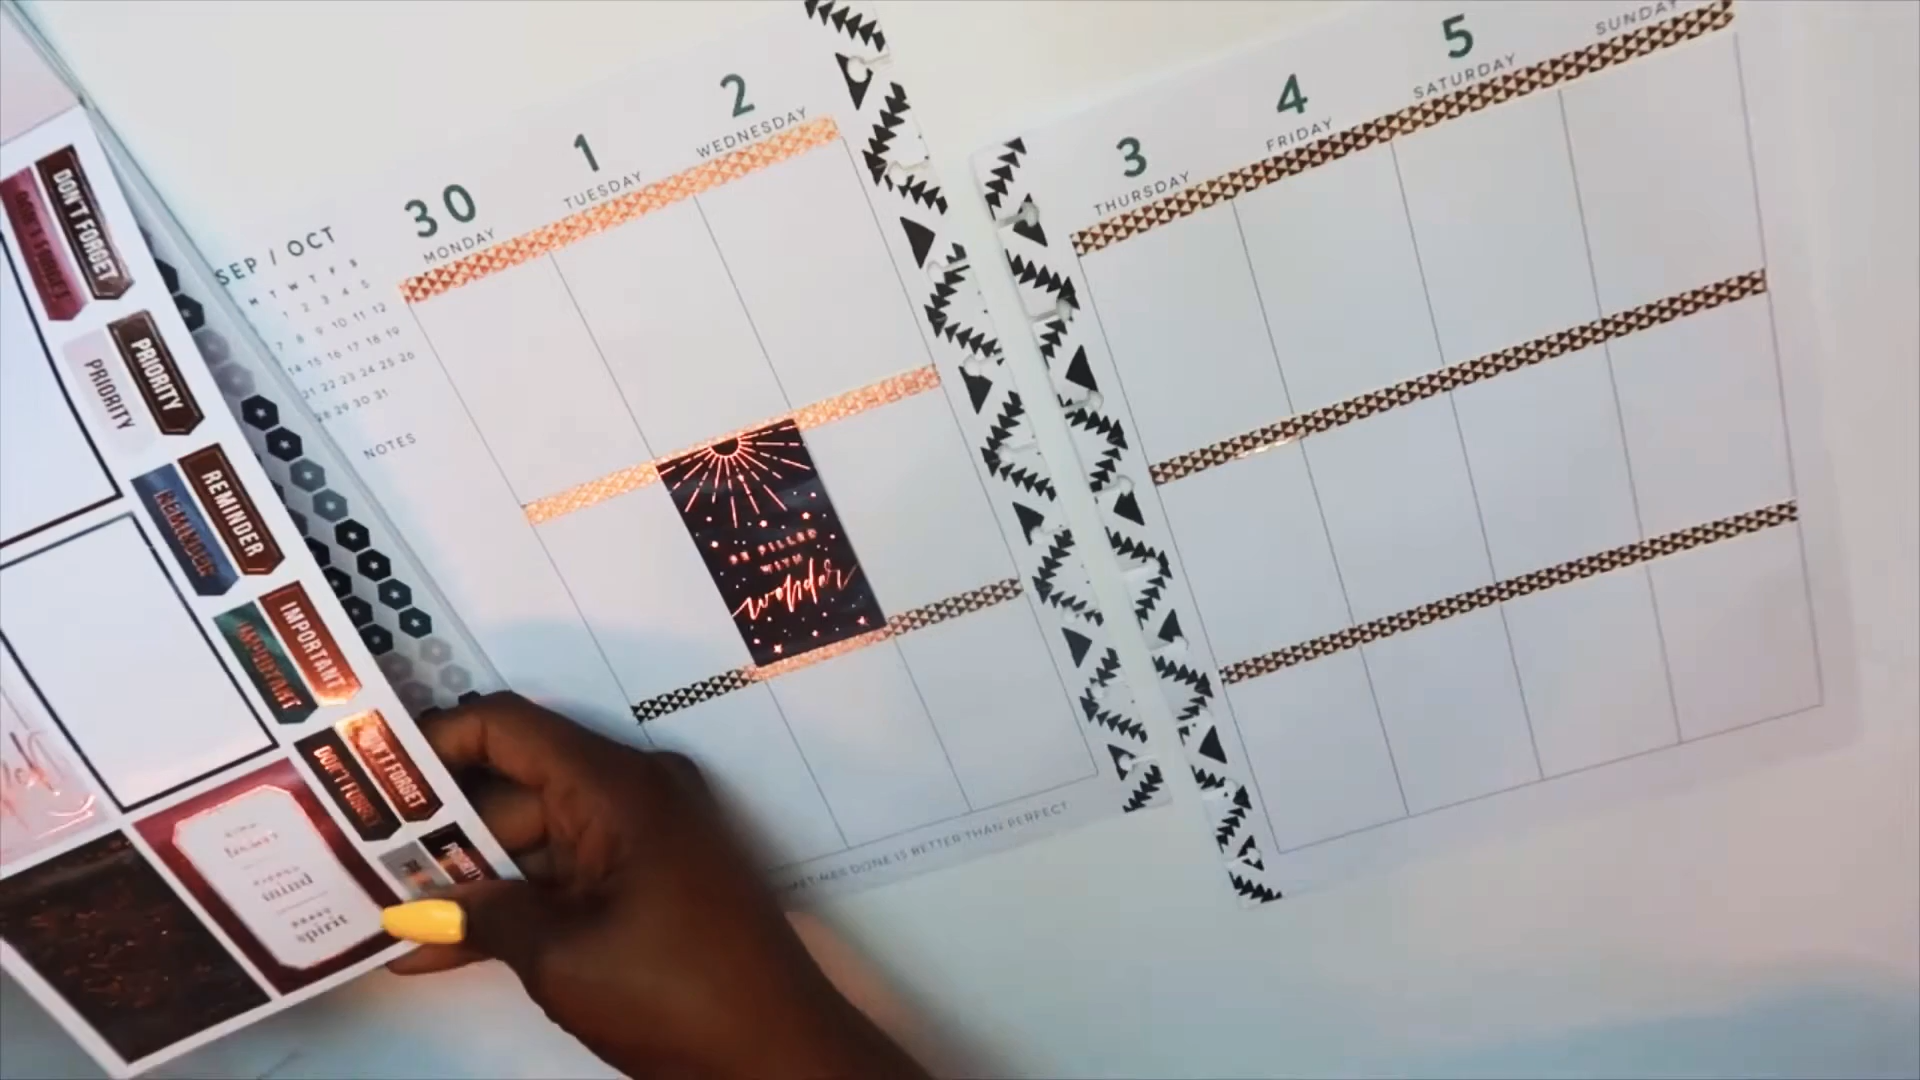 DON'T FORGET
DON'T FORGET
PRIORITY
PRIORITY
REMINDER
REMINDER
IMPORTANT
IMPORTANT
DON'T FORGET
DON'T FORGET
PRIORITY
mind
spirit
SEP / OCT
M T W T F S
1 2 3 4 5
7 8 9 10 11 12
14 15 16 17 18 19
21 22 23 24 25 26
28 29 30 31
NOTES
30
MONDAY
1
TUESDAY
2
WEDNESDAY
BE FILLED
WITH
wonder
DONE IS BETTER THAN PERFECT
3
THURSDAY
4
FRIDAY
5
SATURDAY
SUNDAY